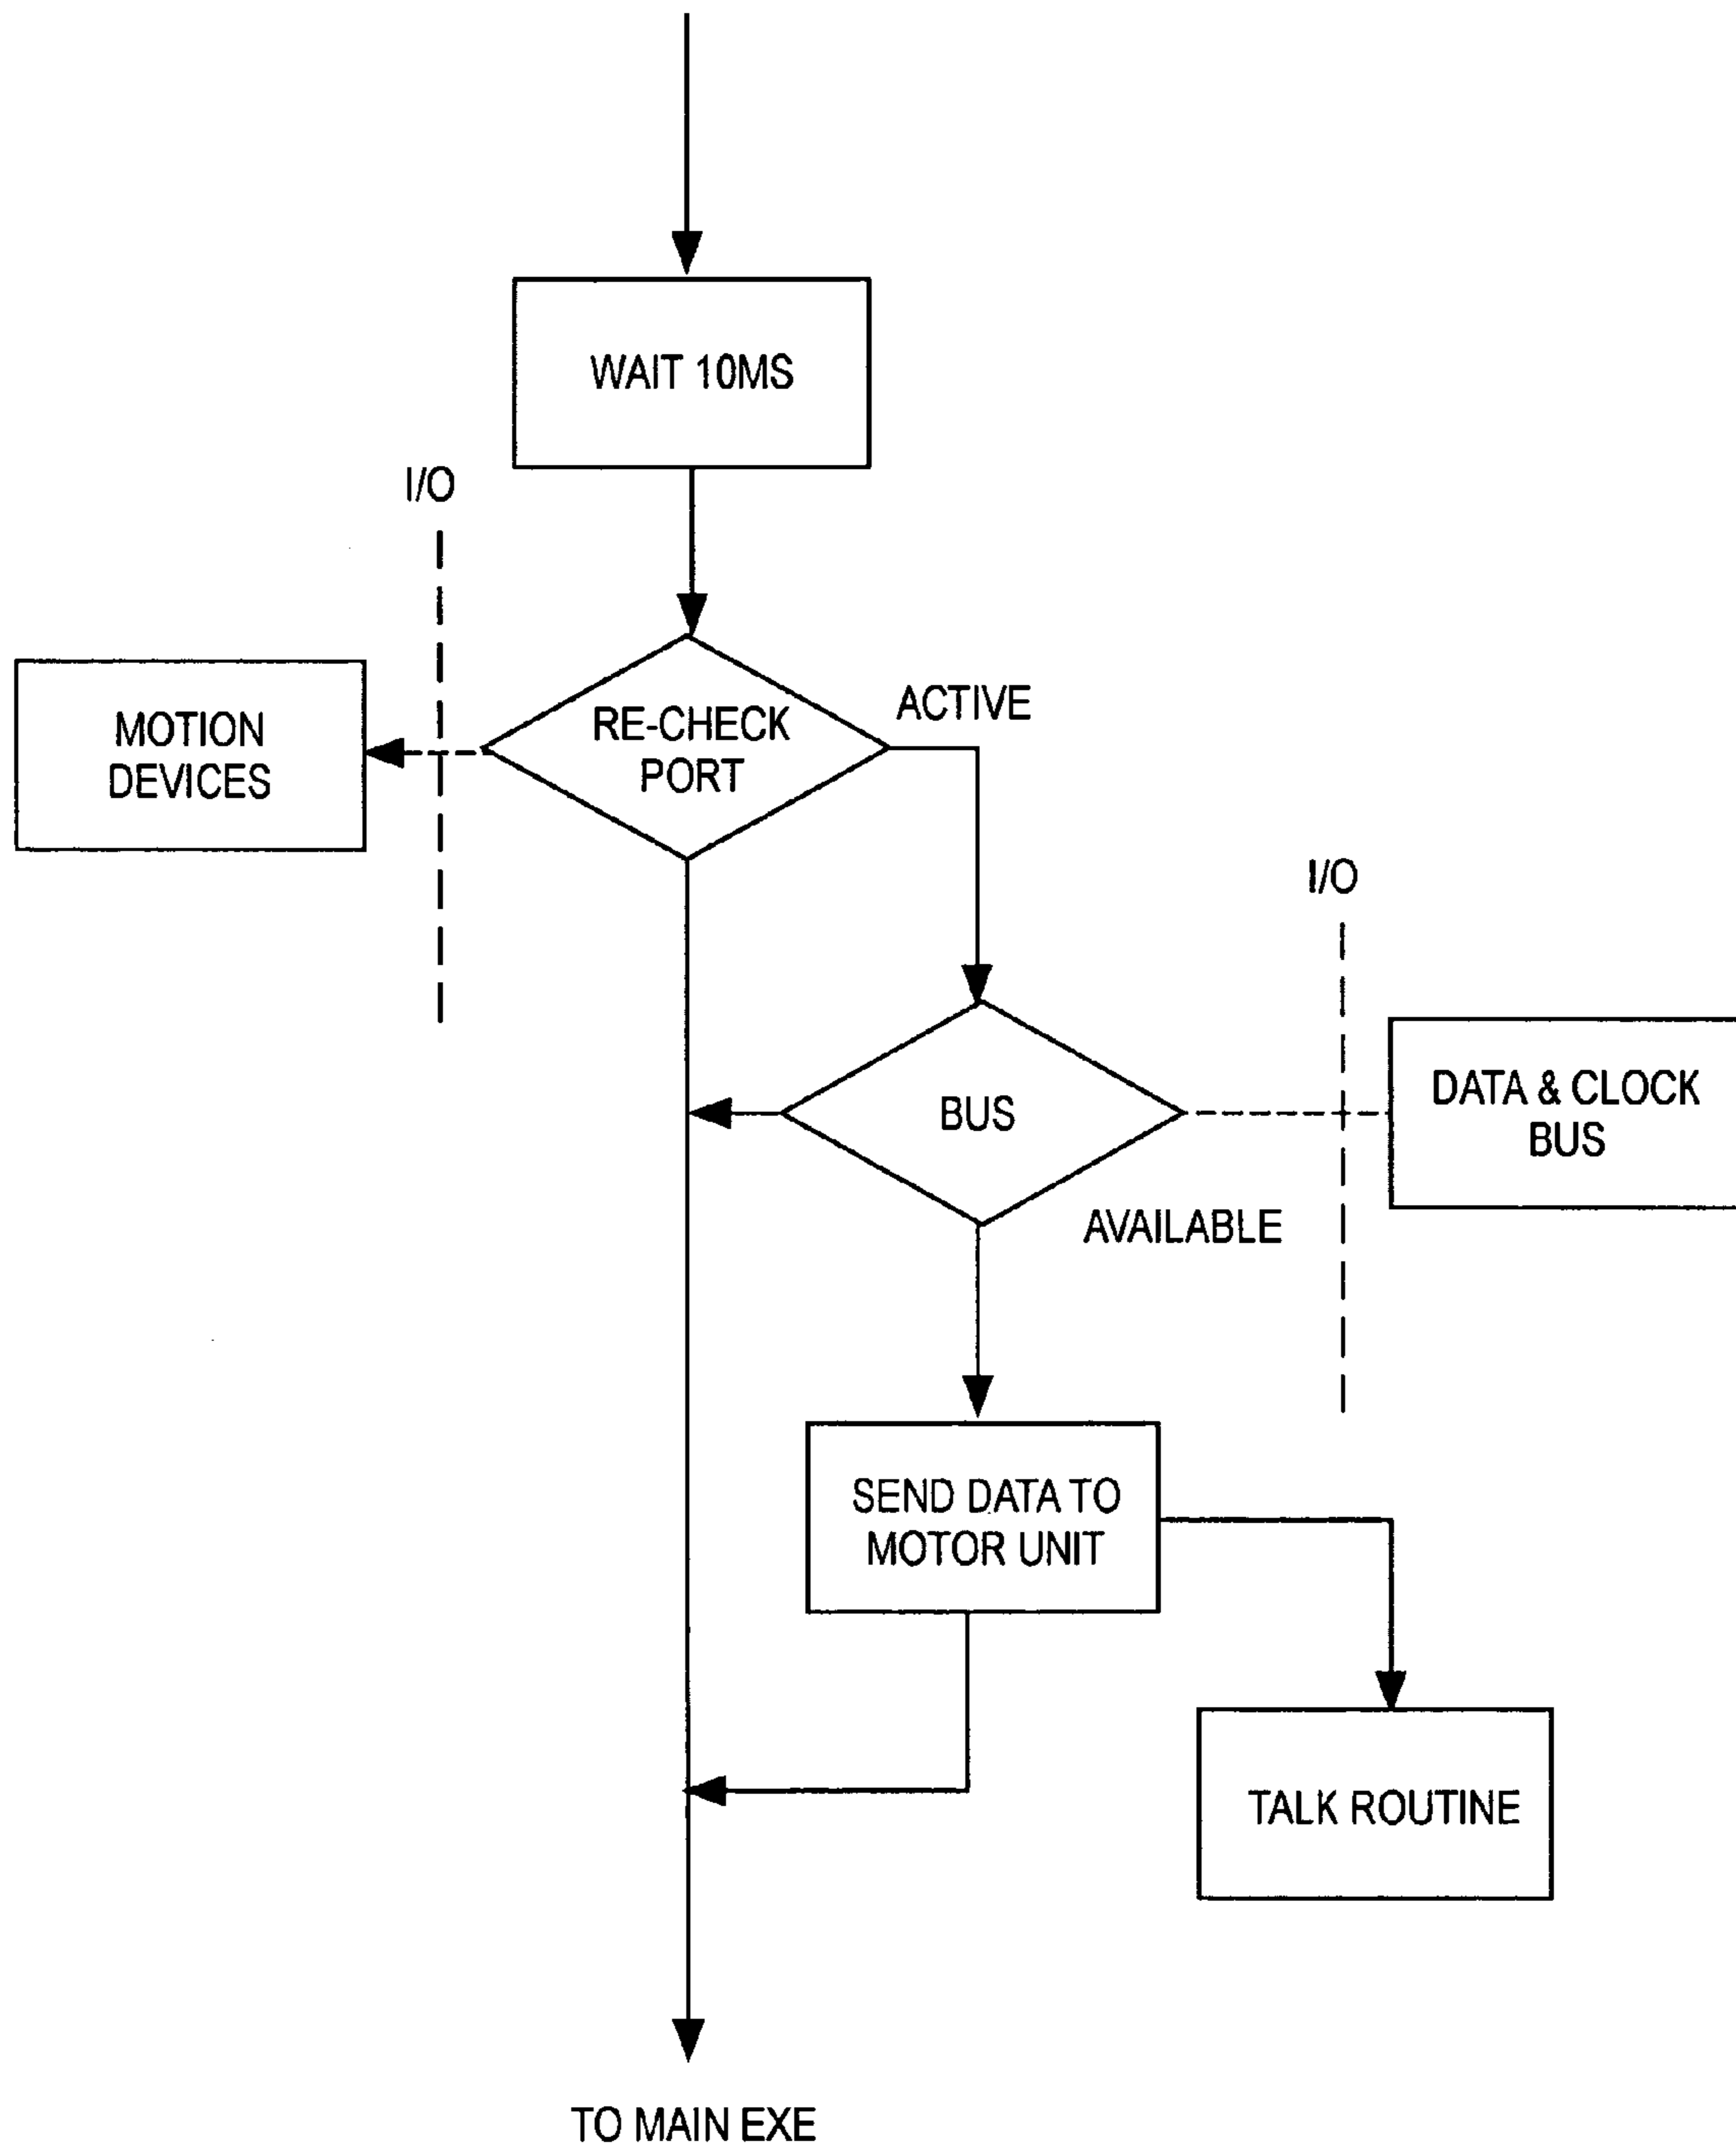 WAIT 10MS
I/O
MOTION
DEVICES
RE-CHECK
PORT
ACTIVE
I/O
BUS
DATA & CLOCK
BUS
AVAILABLE
SEND DATA TO
MOTOR UNIT
TALK ROUTINE
TO MAIN EXE